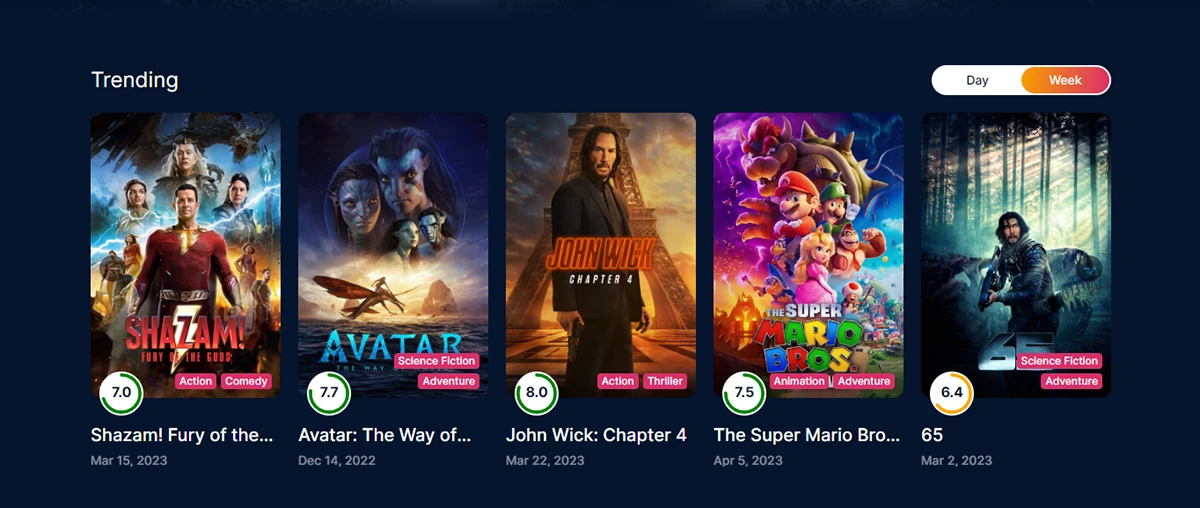 Trending
Day
Week
SHAZAM!
FURY OF THE GODS
Action
Comedy
7.0
Shazam! Fury of the...
Mar 15, 2023
AVATAR
THE WAY
Science Fiction
Adventure
7.7
Avatar: The Way of...
Dec 14, 2022
JOHN WICK
CHAPTER 4
Action
Thriller
8.0
John Wick: Chapter 4
Mar 22, 2023
THE SUPER
MARIO
BROS.
Animation
Adventure
7.5
The Super Mario Bro...
Apr 5, 2023
65
Science Fiction
Adventure
6.4
65
Mar 2, 2023